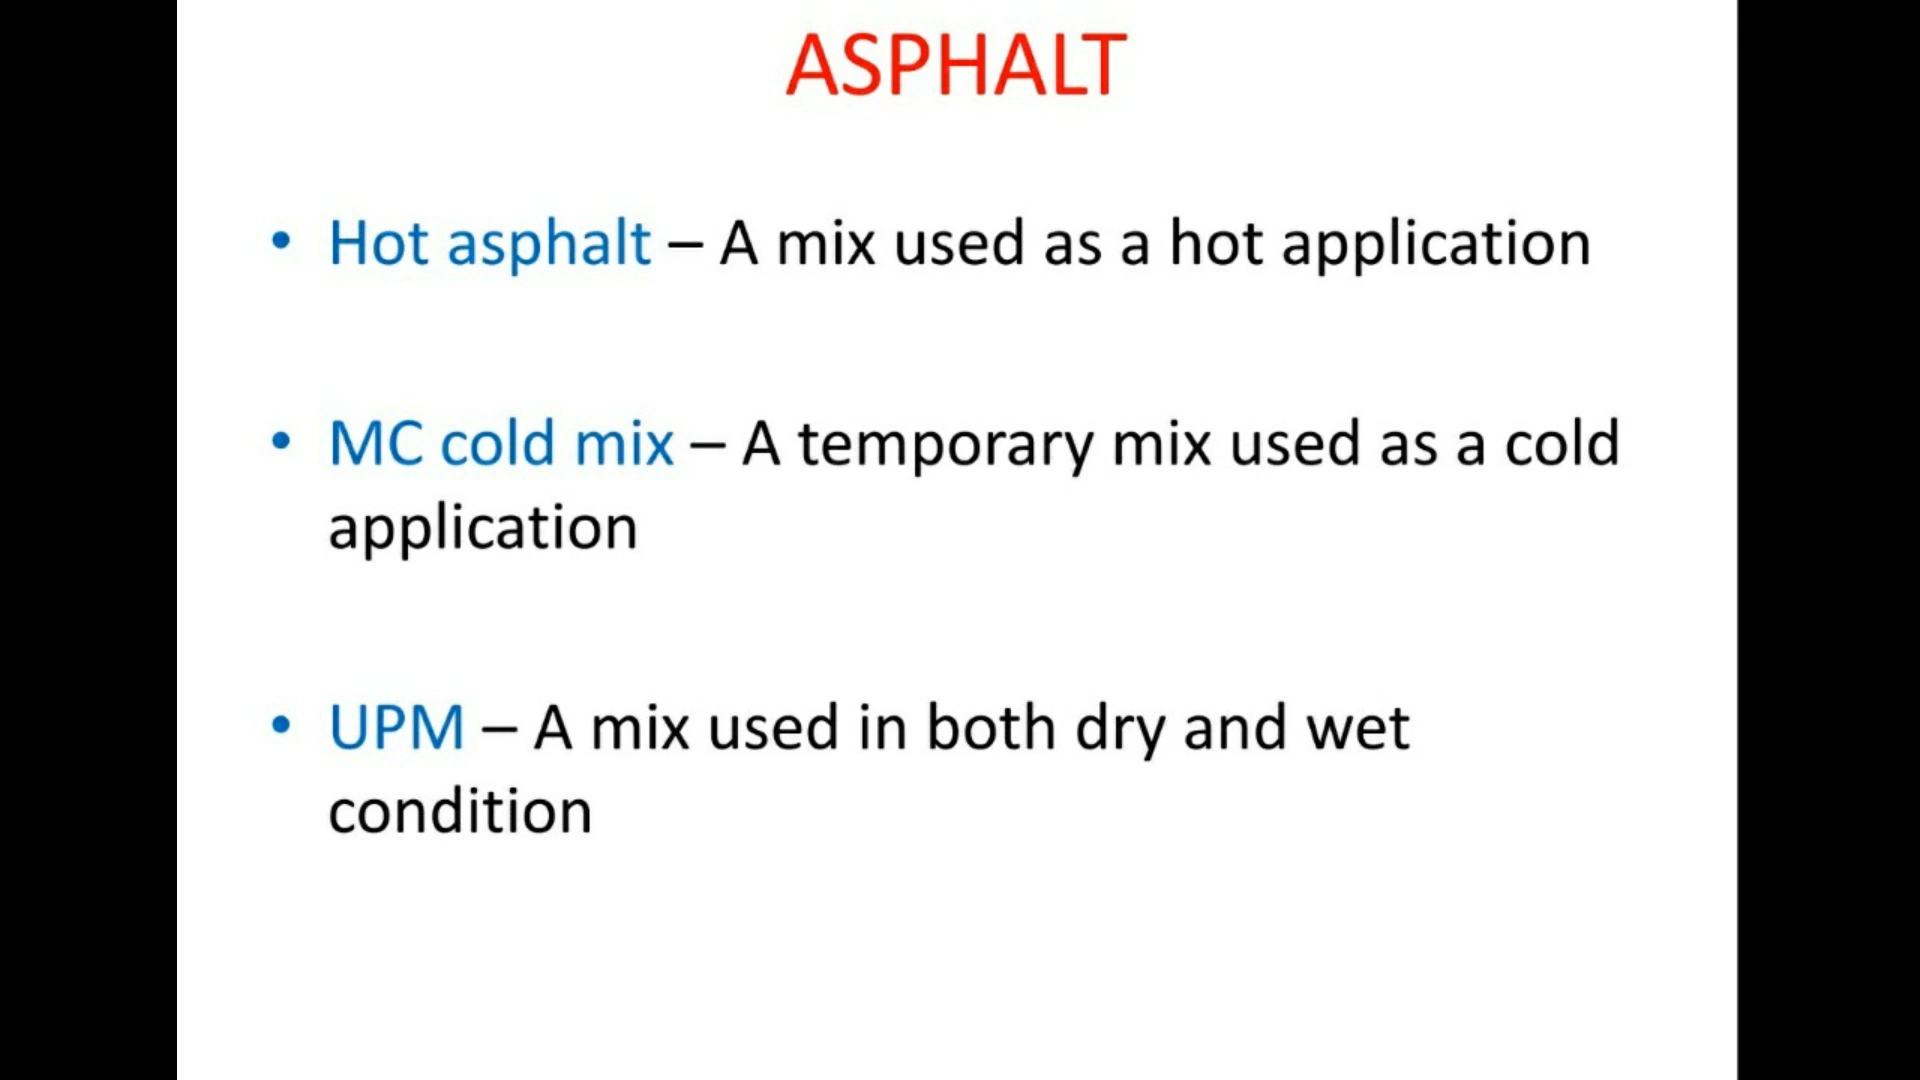 ASPHALT
• Hot asphalt – A mix used as a hot application
• MC cold mix – A temporary mix used as a cold
application
• UPM – A mix used in both dry and wet
condition